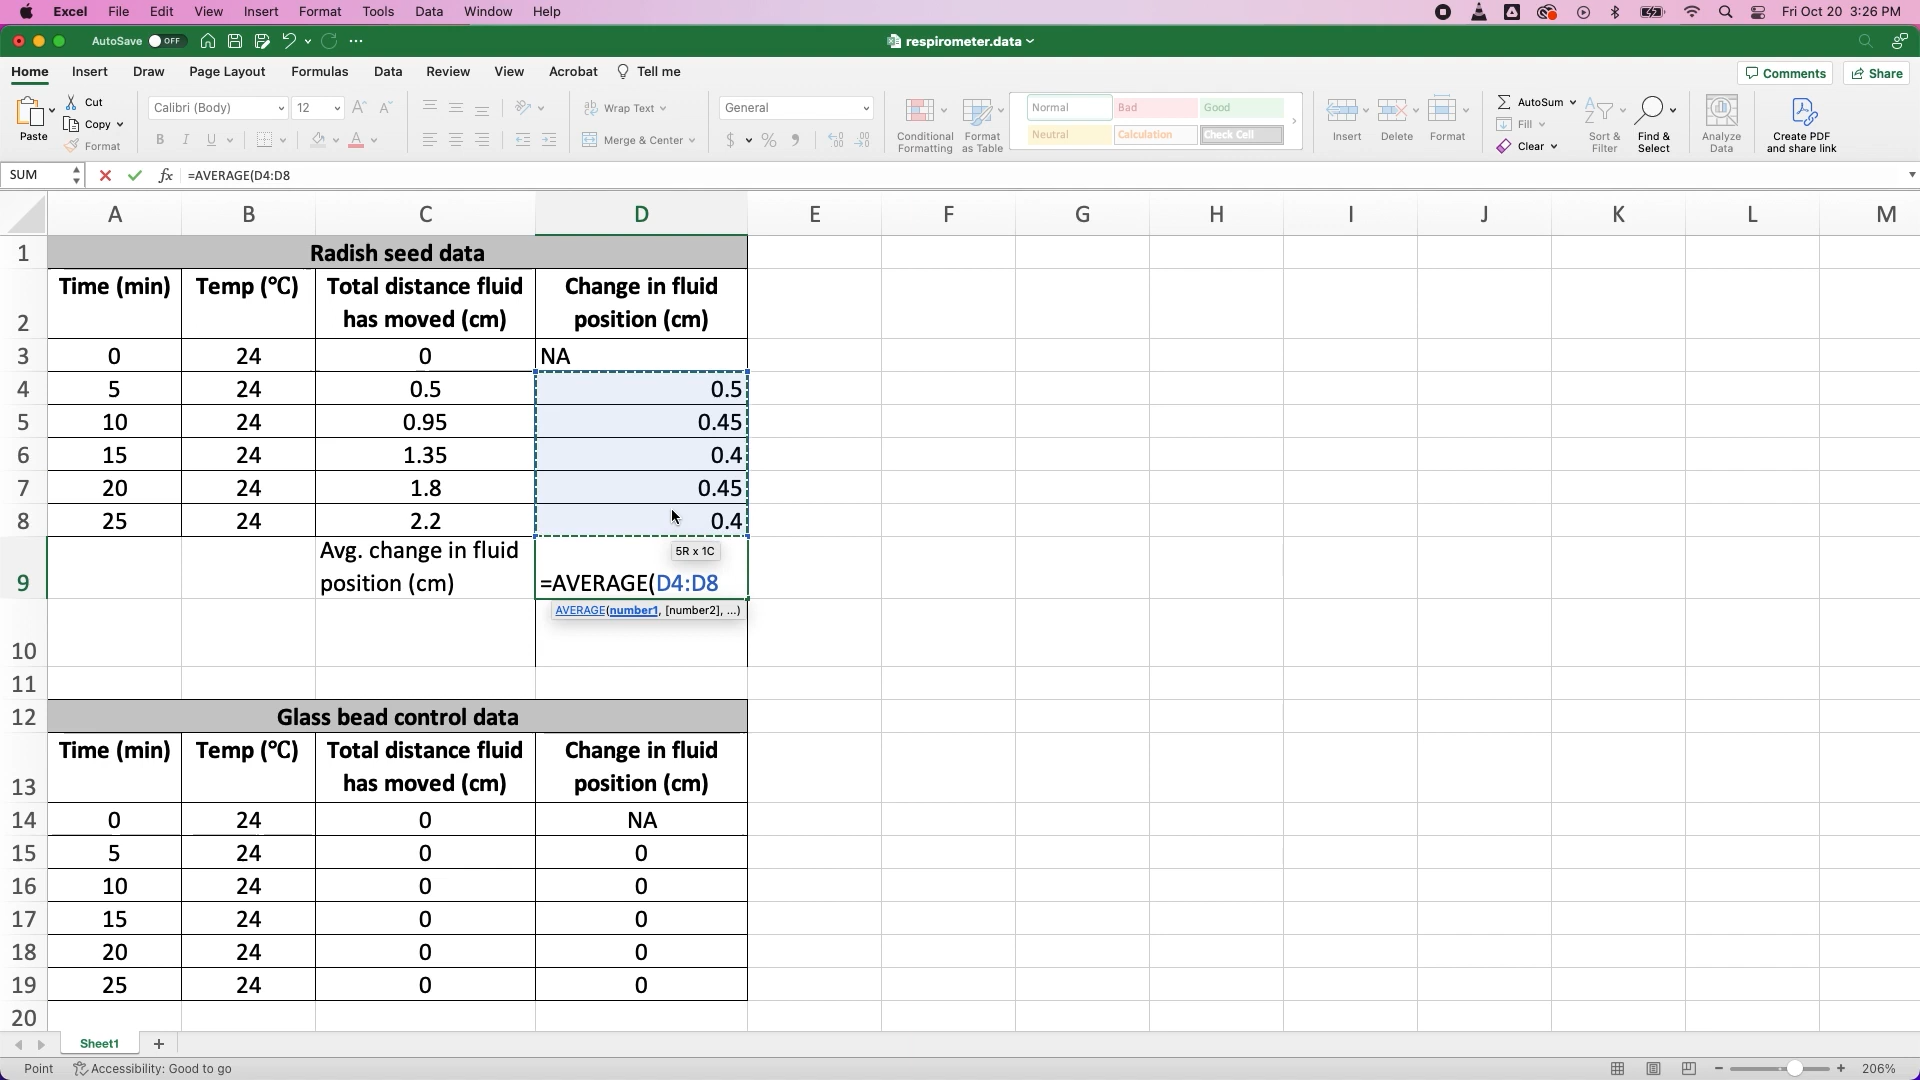 Excel File Edit View Insert Format Tools Data Window Help Fri Oct 20 3:26 PM
AutoSave OFF respirometer.data
Home Insert Draw Page Layout Formulas Data Review View Acrobat Tell me Comments Share
Paste Cut Copy Format
Calibri (Body) 12
Wrap Text
Merge & Center
General
Conditional Formatting
Format as Table
Normal Bad Good
Neutral Calculation Check Cell
Insert Delete Format
AutoSum
Fill
Clear
Sort & Filter
Find & Select
Analyze Data
Create PDF and share link
SUM fx =AVERAGE(D4:D8
A B C D E F G H I J K L M
1 Radish seed data
2 Time (min) Temp (°C) Total distance fluid has moved (cm) Change in fluid position (cm)
3 0 24 0 NA
4 5 24 0.5 0.5
5 10 24 0.95 0.45
6 15 24 1.35 0.4
7 20 24 1.8 0.45
8 25 24 2.2 0.4
5R x 1C
9 Avg. change in fluid position (cm) =AVERAGE(D4:D8
AVERAGE(number1, [number2], ...)
10
11
12 Glass bead control data
13 Time (min) Temp (°C) Total distance fluid has moved (cm) Change in fluid position (cm)
14 0 24 0 NA
15 5 24 0 0
16 10 24 0 0
17 15 24 0 0
18 20 24 0 0
19 25 24 0 0
20
Sheet1
Point Accessibility: Good to go 206%